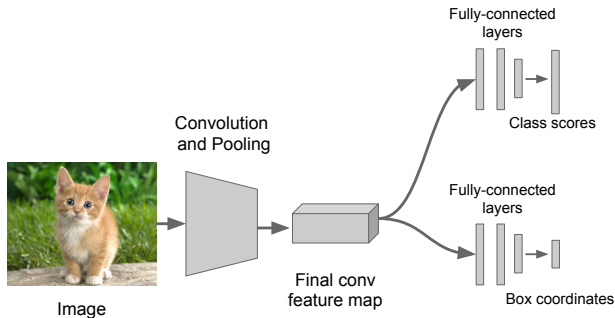 Fully-connected
layers
Class scores
Convolution
and Pooling
Fully-connected
layers
Box coordinates
Final conv
feature map
Image